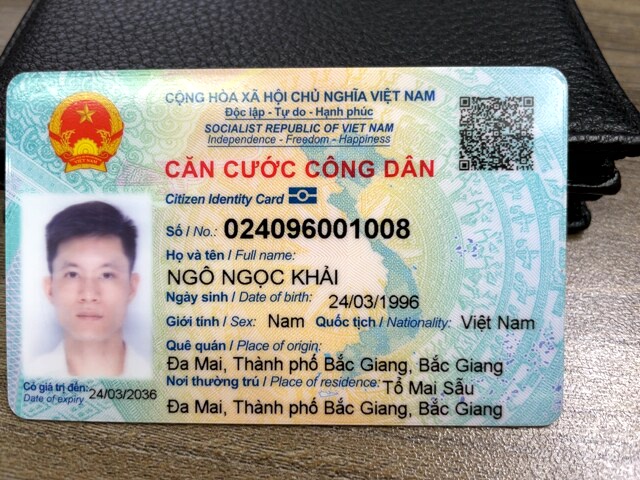 CỘNG HÒA XÃ HỘI CHỦ NGHĨA VIỆT NAM
Độc lập - Tự do - Hạnh phúc
SOCIALIST REPUBLIC OF VIET NAM
Independence - Freedom - Happiness
CĂN CƯỚC CÔNG DÂN
Citizen Identity Card
Số / No.: 024096001008
Họ và tên / Full name:
NGÔ NGỌC KHẢI
Ngày sinh / Date of birth: 24/03/1996
Giới tính / Sex: Nam Quốc tịch / Nationality: Việt Nam
Quê quán / Place of origin:
Đa Mai, Thành phố Bắc Giang, Bắc Giang
Nơi thường trú / Place of residence: Tổ Mai Sẫu
Đa Mai, Thành phố Bắc Giang, Bắc Giang
Có giá trị đến: 24/03/2036
Date of expiry
VIỆT NAM